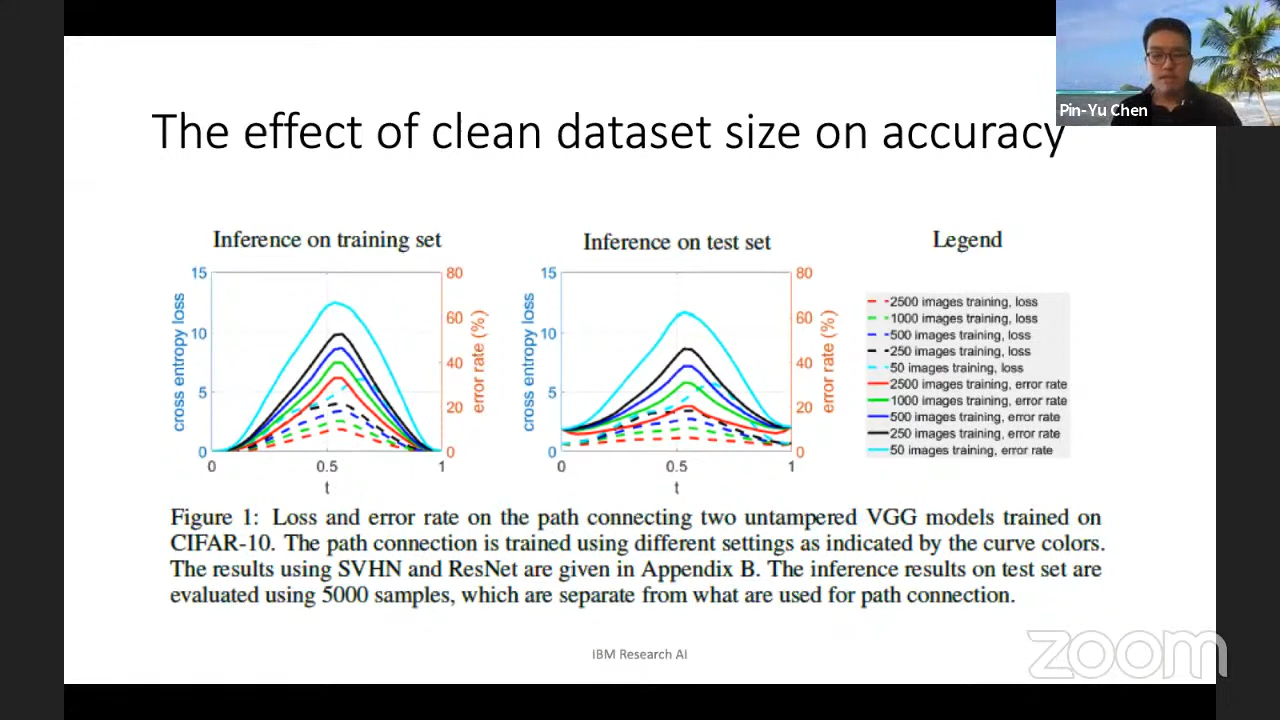 Pin-Yu Chen
The effect of clean dataset size on accuracy
Inference on training set
15
10
5
0
cross entropy loss
80
60
40
20
0
error rate (%)
0
0.5
1
t
Inference on test set
15
10
5
0
cross entropy loss
80
60
40
20
0
error rate (%)
0
0.5
1
t
Legend
2500 images training, loss
1000 images training, loss
500 images training, loss
250 images training, loss
50 images training, loss
2500 images training, error rate
1000 images training, error rate
500 images training, error rate
250 images training, error rate
50 images training, error rate
Figure 1: Loss and error rate on the path connecting two untampered VGG models trained on
CIFAR-10. The path connection is trained using different settings as indicated by the curve colors.
The results using SVHN and ResNet are given in Appendix B. The inference results on test set are
evaluated using 5000 samples, which are separate from what are used for path connection.
IBM Research AI
zoom